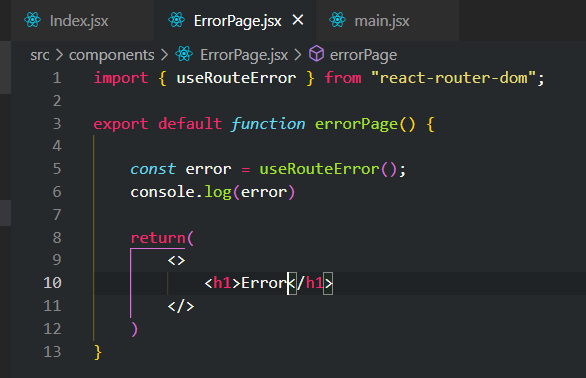 Index.jsx ErrorPage.jsx main.jsx
src > components > ErrorPage.jsx > errorPage
1 import { useRouteError } from "react-router-dom";
2
3 export default function errorPage() {
4
5 const error = useRouteError();
6 console.log(error)
7
8 return(
9 <>
10 <h1>Error</h1>
11 </>
12 )
13 }